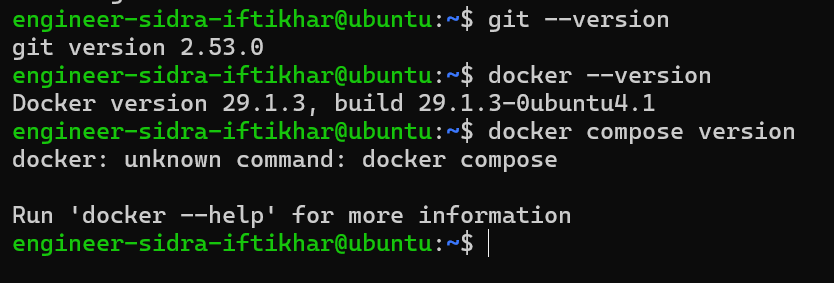 engineer-sidra-iftikhar@ubuntu:~$ git --version
git version 2.53.0
engineer-sidra-iftikhar@ubuntu:~$ docker --version
Docker version 29.1.3, build 29.1.3-0ubuntu4.1
engineer-sidra-iftikhar@ubuntu:~$ docker compose version
docker: unknown command: docker compose

Run 'docker --help' for more information
engineer-sidra-iftikhar@ubuntu:~$